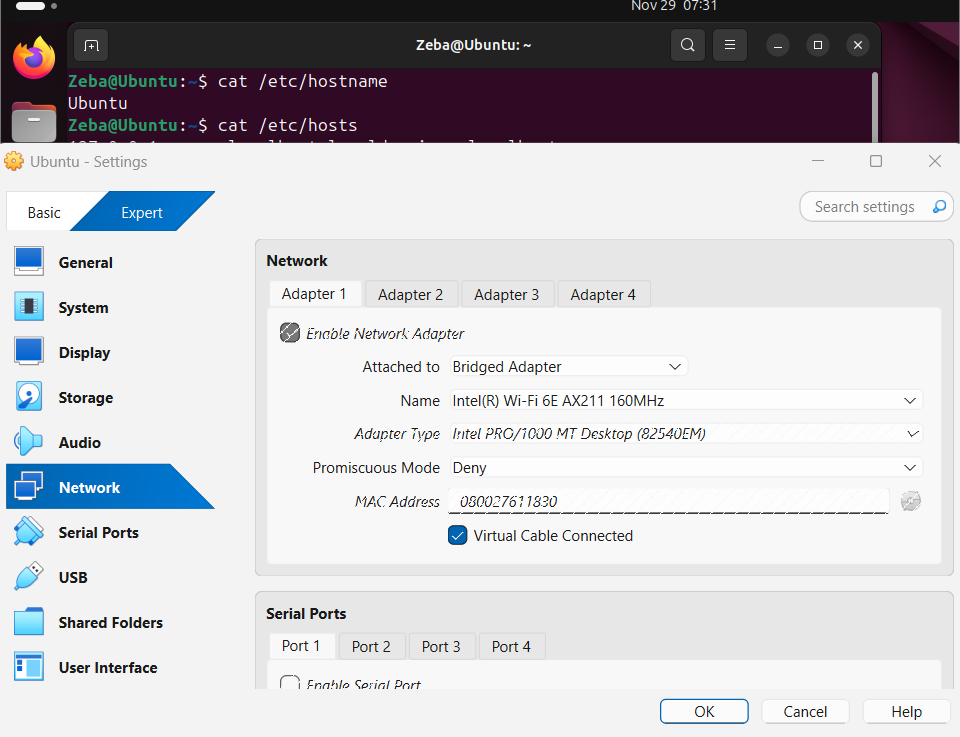 Nov 29 07:31
Zeba@Ubuntu: ~
Zeba@Ubuntu:~$ cat /etc/hostname
Ubuntu
Zeba@Ubuntu:~$ cat /etc/hosts
Ubuntu - Settings
Basic
Expert
Search settings
General
System
Display
Storage
Audio
Network
Serial Ports
USB
Shared Folders
User Interface
Network
Adapter 1
Adapter 2
Adapter 3
Adapter 4
Enable Network Adapter
Attached to Bridged Adapter
Name Intel(R) Wi-Fi 6E AX211 160MHz
Adapter Type Intel PRO/1000 MT Desktop (82540EM)
Promiscuous Mode Deny
MAC Address 080027611830
Virtual Cable Connected
Serial Ports
Port 1
Port 2
Port 3
Port 4
Enable Serial Port
OK
Cancel
Help